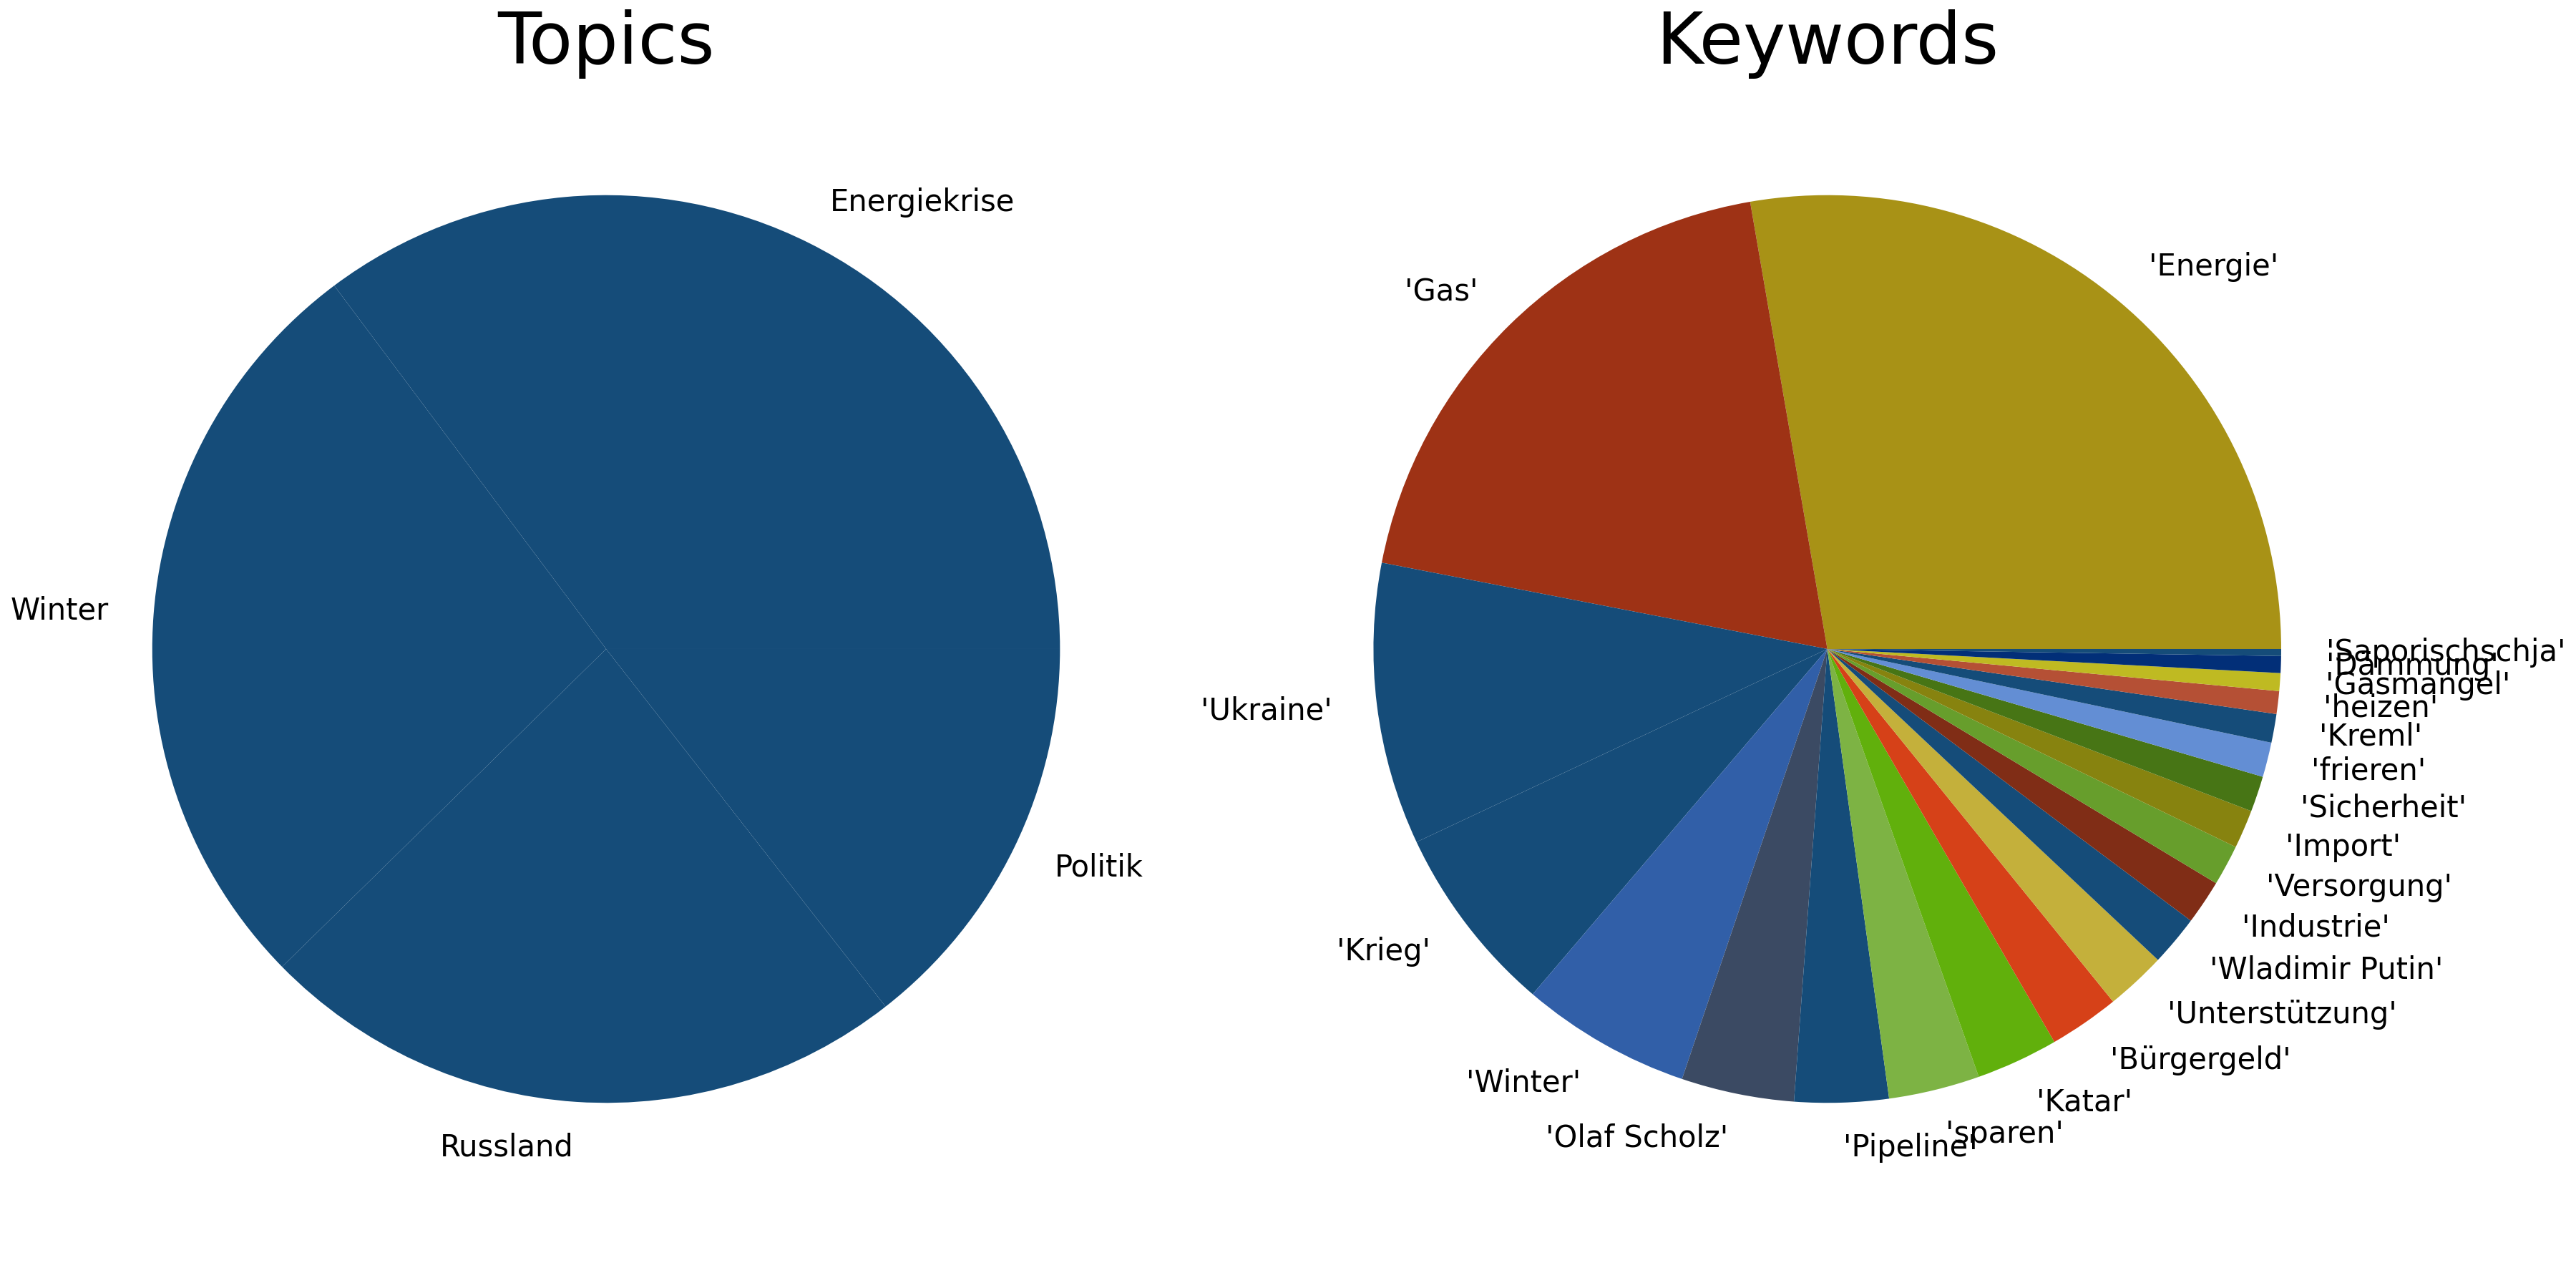 Topics
Energiekrise
Winter
Russland
Politik
Keywords
'Energie'
'Gas'
'Ukraine'
'Krieg'
'Winter'
'Olaf Scholz'
'Pipeline'
'sparen'
'Katar'
'Bürgergeld'
'Unterstützung'
'Wladimir Putin'
'Industrie'
'Versorgung'
'Import'
'Sicherheit'
'frieren'
'Kreml'
'heizen'
'Gasmangel'
'Dämmung'
'Saporischschja'